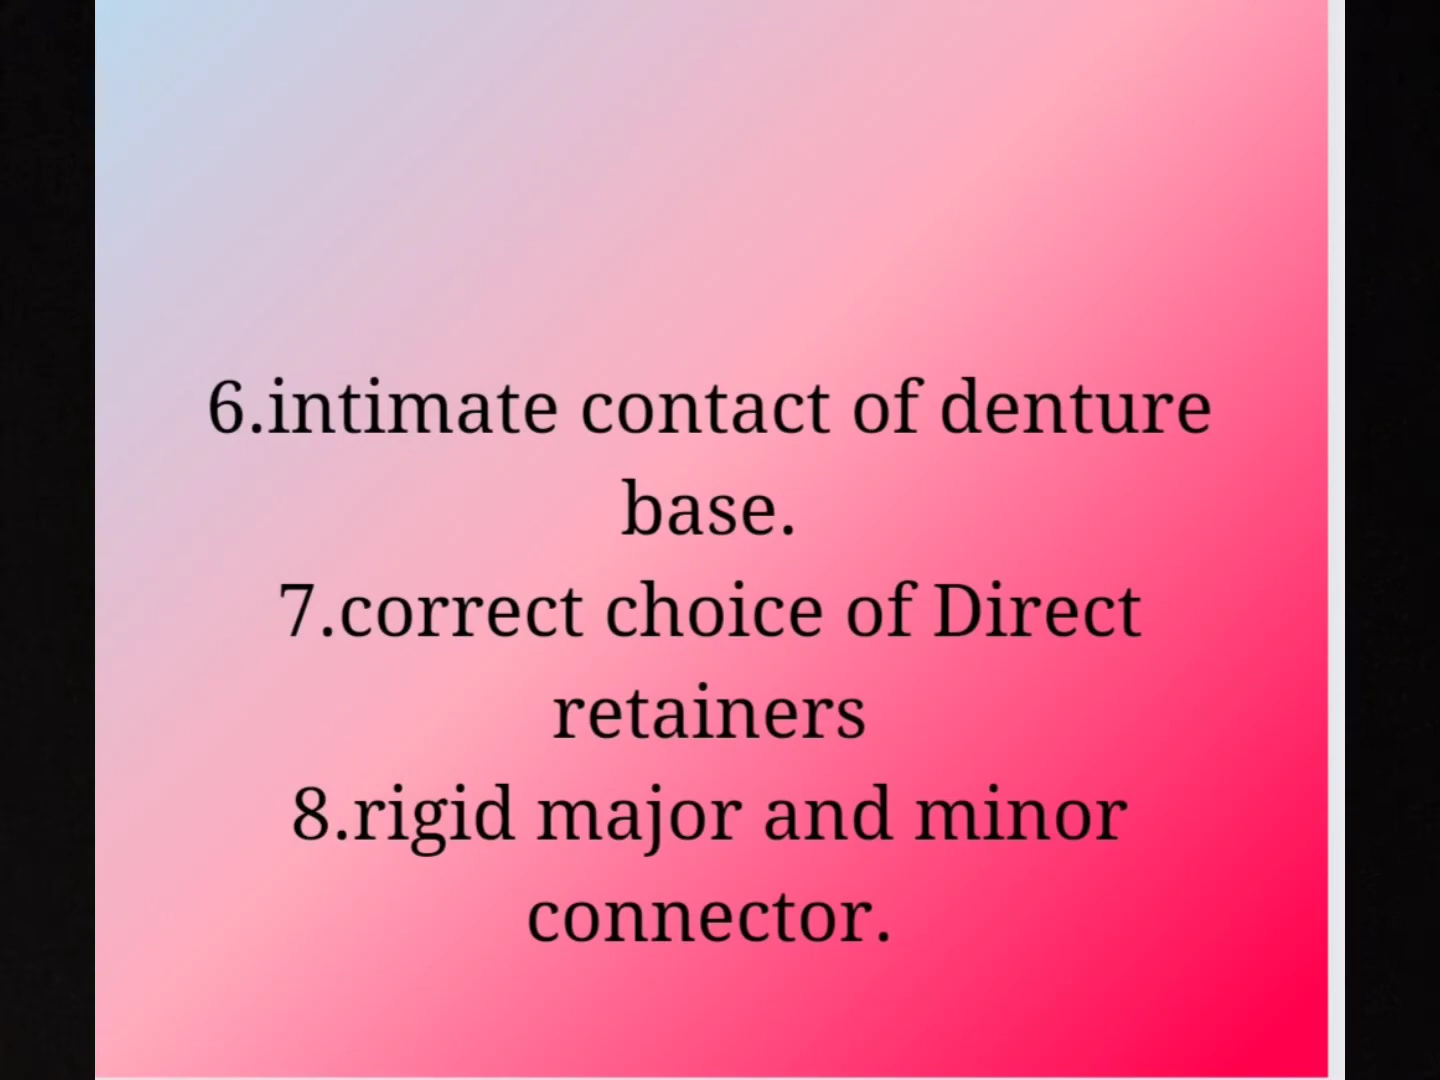 6.intimate contact of denture
base.
7.correct choice of Direct
retainers
8.rigid major and minor
connector.